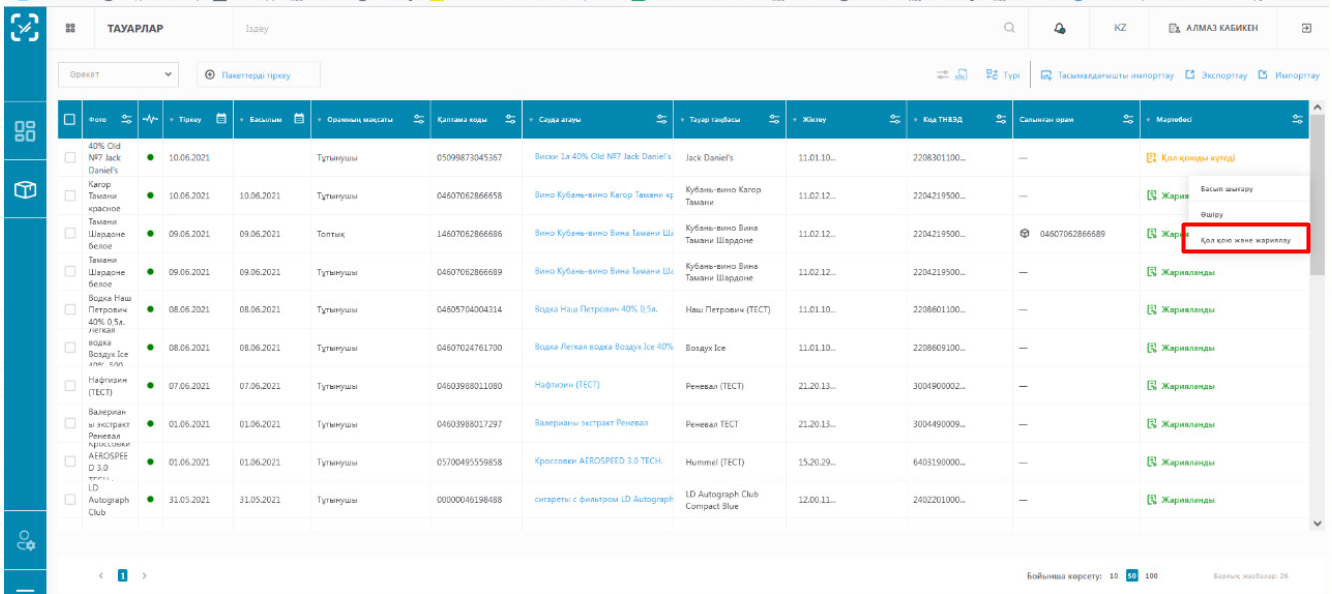 ТАУАРЛАР
Іздеу
KZ
АЛМАЗ КАБИКЕН
Әрекет
Пакеттерді тіркеу
Түрі
Тасымалдағышты импорттау
Экспорттау
Импорттау
Фото Тіркеу Басылым Орамның мақсаты Қаптама коды Сауда атауы Тауар таңбасы Жіктеу Код ТНВЭД Салынған орам Мәртебесі
40% Old
№7 Jack
Daniel's
10.06.2021 Тұтынушы 05099873045367 Виски 1л 40% Old №7 Jack Daniel's Jack Daniel's 11.01.10... 2208301100... — Қол қоюды күтеді
Кагор
Тамани
красное
10.06.2021 10.06.2021 Тұтынушы 04607062866658 Вино Кубань-вино Кагор Тамани кр
Кубань-вино Кагор
Тамани
11.02.12... 2204219500... — Жария
Басып шығару
Өшіру
Қол қою және жариялау
Тамани
Шардоне
белое
09.06.2021 09.06.2021 Топтық 14607062866686 Вино Кубань-вино Вина Тамани Ша
Кубань-вино Вина
Тамани Шардоне
11.02.12... 2204219500... 04607062866689 Жария
Тамани
Шардоне
белое
09.06.2021 09.06.2021 Тұтынушы 04607062866689 Вино Кубань-вино Вина Тамани Ша
Кубань-вино Вина
Тамани Шардоне
11.02.12... 2204219500... — Жарияланды
Водка Наш
Петрович
40% 0,5л.
08.06.2021 08.06.2021 Тұтынушы 04605704004314 Водка Наш Петрович 40% 0,5л. Наш Петрович (ТЕСТ) 11.01.10... 2208601100... — Жарияланды
Легкая
водка
Воздух Ice
40% 500
08.06.2021 08.06.2021 Тұтынушы 04607024761700 Водка Легкая водка Воздух Ice 40% Воздух Ice 11.01.10... 2208609100... — Жарияланды
Нафтизин
(ТЕСТ)
07.06.2021 07.06.2021 Тұтынушы 04603988011080 Нафтизин (ТЕСТ) Реневал (ТЕСТ) 21.20.13... 3004900002... — Жарияланды
Валериан
ы экстракт
Реневал
01.06.2021 01.06.2021 Тұтынушы 04603988017297 Валерианы экстракт Реневал Реневал ТЕСТ 21.20.13... 3004490009... — Жарияланды
Кроссовки
AEROSPEE
D 3.0
TECH.
01.06.2021 01.06.2021 Тұтынушы 05700495559858 Кроссовки AEROSPEED 3.0 TECH. Hummel (ТЕСТ) 15.20.29... 6403190000... — Жарияланды
LD
Autograph
Club
31.05.2021 31.05.2021 Тұтынушы 00000046198488 сигареты с фильтром LD Autograph
LD Autograph Club
Compact Blue
12.00.11... 2402201000... — Жарияланды
1
Бойынша көрсету: 10 50 100
Барлық жазбалар: 26